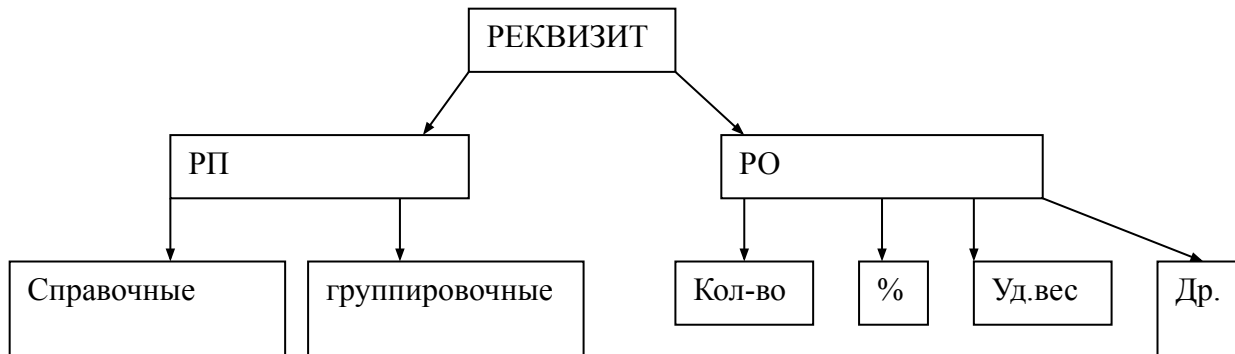 РЕКВИЗИТ
РП
РО
Справочные
группировочные
Кол-во
%
Уд.вес
Др.